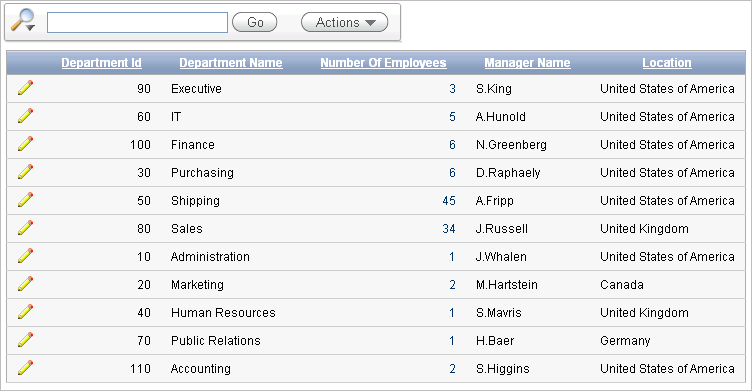 Go Actions
Department Id Department Name Number Of Employees Manager Name Location
90 Executive 3 S.King United States of America
60 IT 5 A.Hunold United States of America
100 Finance 6 N.Greenberg United States of America
30 Purchasing 6 D.Raphaely United States of America
50 Shipping 45 A.Fripp United States of America
80 Sales 34 J.Russell United Kingdom
10 Administration 1 J.Whalen United States of America
20 Marketing 2 M.Hartstein Canada
40 Human Resources 1 S.Mavris United Kingdom
70 Public Relations 1 H.Baer Germany
110 Accounting 2 S.Higgins United States of America